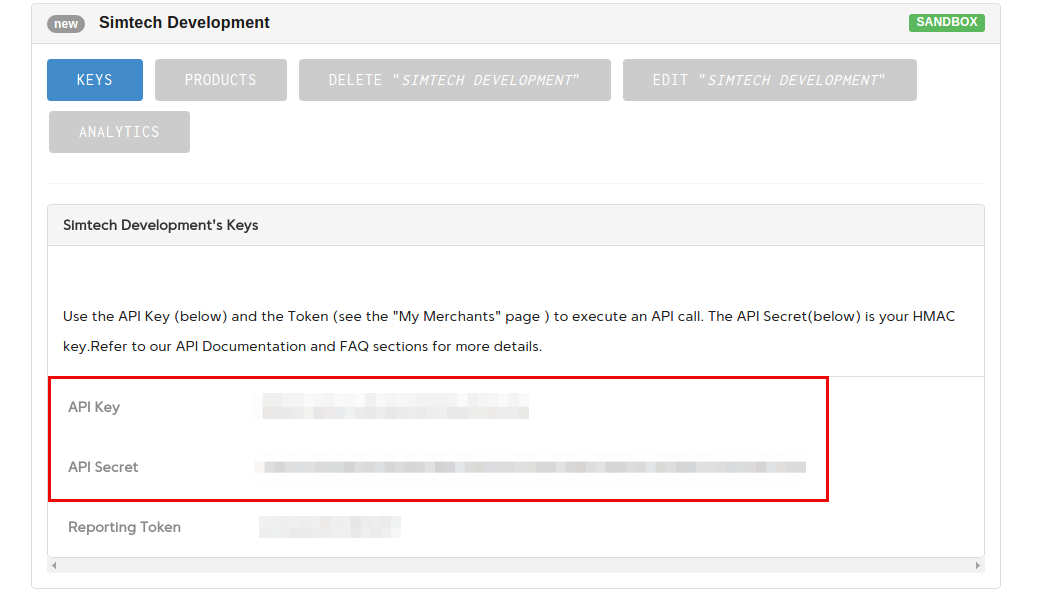 new Simtech Development SANDBOX
KEYS PRODUCTS DELETE "SIMTECH DEVELOPMENT" EDIT "SIMTECH DEVELOPMENT"
ANALYTICS
Simtech Development's Keys
Use the API Key (below) and the Token (see the "My Merchants" page ) to execute an API call. The API Secret(below) is your HMAC
key.Refer to our API Documentation and FAQ sections for more details.
API Key
API Secret
Reporting Token